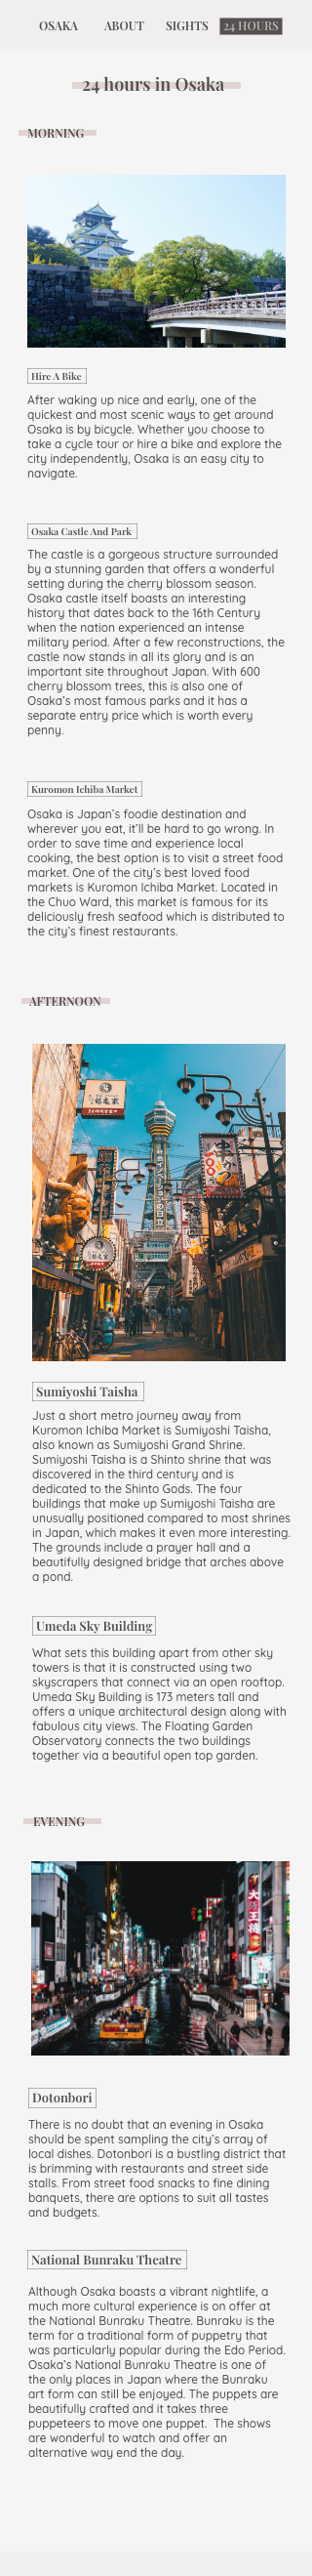 OSAKA ABOUT SIGHTS 24 HOURS
24 hours in Osaka
MORNING
Hire A Bike
After waking up nice and early, one of the
quickest and most scenic ways to get around
Osaka is by bicycle. Whether you choose to
take a cycle tour or hire a bike and explore the
city independently, Osaka is an easy city to
navigate.
Osaka Castle And Park
The castle is a gorgeous structure surrounded
by a stunning garden that offers a wonderful
setting during the cherry blossom season.
Osaka castle itself boasts an interesting
history that dates back to the 16th Century
when the nation experienced an intense
military period. After a few reconstructions, the
castle now stands in all its glory and is an
important site throughout Japan. With 600
cherry blossom trees, this is also one of
Osaka's most famous parks and it has a
separate entry price which is worth every
penny.
Kuromon Ichiba Market
Osaka is Japan's foodie destination and
wherever you eat, it'll be hard to go wrong. In
order to save time and experience local
cooking, the best option is to visit a street food
market. One of the city's best loved food
markets is Kuromon Ichiba Market. Located in
the Chuo Ward, this market is famous for its
deliciously fresh seafood which is distributed to
the city's finest restaurants.
AFTERNOON
Sumiyoshi Taisha
Just a short metro journey away from
Kuromon Ichiba Market is Sumiyoshi Taisha,
also known as Sumiyoshi Grand Shrine.
Sumiyoshi Taisha is a Shinto shrine that was
discovered in the third century and is
dedicated to the Shinto Gods. The four
buildings that make up Sumiyoshi Taisha are
unusually positioned compared to most shrines
in Japan, which makes it even more interesting.
The grounds include a prayer hall and a
beautifully designed bridge that arches above
a pond.
Umeda Sky Building
What sets this building apart from other sky
towers is that it is constructed using two
skyscrapers that connect via an open rooftop.
Umeda Sky Building is 173 meters tall and
offers a unique architectural design along with
fabulous city views. The Floating Garden
Observatory connects the two buildings
together via a beautiful open top garden.
EVENING
Dotonbori
There is no doubt that an evening in Osaka
should be spent sampling the city's array of
local dishes. Dotonbori is a bustling district that
is brimming with restaurants and street side
stalls. From street food snacks to fine dining
banquets, there are options to suit all tastes
and budgets.
National Bunraku Theatre
Although Osaka boasts a vibrant nightlife, a
much more cultural experience is on offer at
the National Bunraku Theatre. Bunraku is the
term for a traditional form of puppetry that
was particularly popular during the Edo Period.
Osaka's National Bunraku Theatre is one of
the only places in Japan where the Bunraku
art form can still be enjoyed. The puppets are
beautifully crafted and it takes three
puppeteers to move one puppet.  The shows
are wonderful to watch and offer an
alternative way end the day.